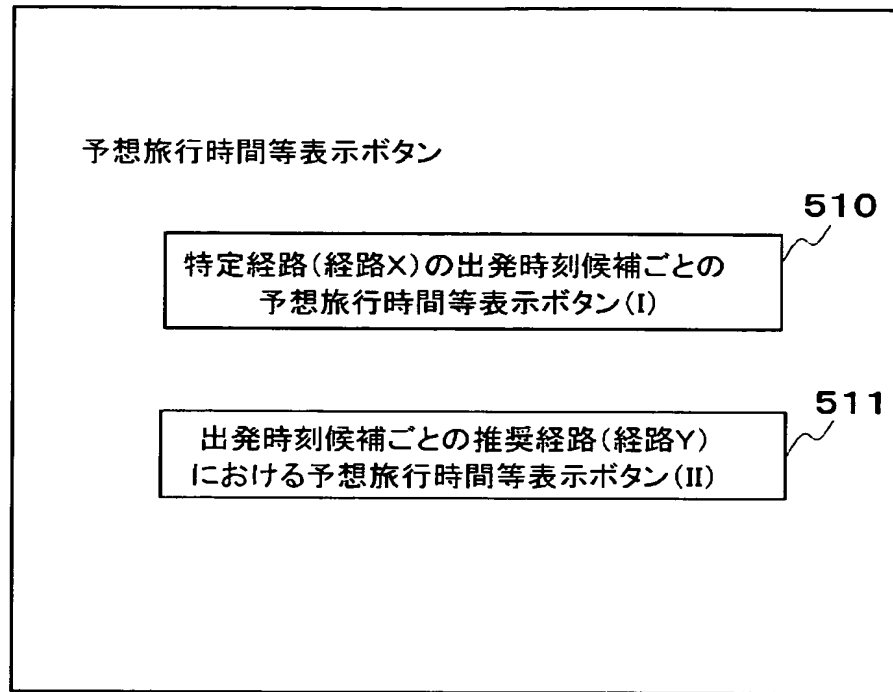 予想旅行時間等表示ボタン
510
特定経路(経路X)の出発時刻候補ごとの
予想旅行時間等表示ボタン(I)
511
出発時刻候補ごとの推奨経路(経路Y)
における予想旅行時間等表示ボタン(II)